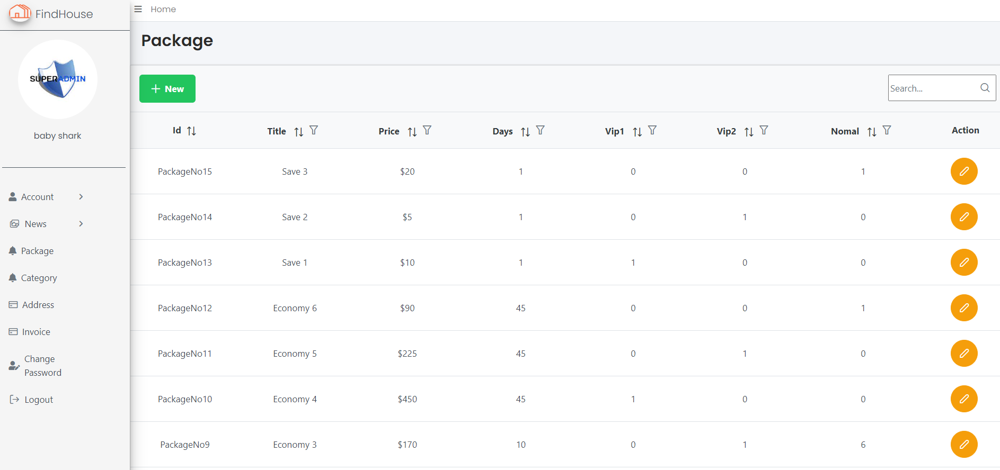 FindHouse
Home
Package
SUPERADMIN
baby shark
New
Search...
Id Title Price Days Vip1 Vip2 Nomal Action
PackageNo15 Save 3 $20 1 0 0 1
PackageNo14 Save 2 $5 1 0 1 0
PackageNo13 Save 1 $10 1 1 0 0
PackageNo12 Economy 6 $90 45 0 0 1
PackageNo11 Economy 5 $225 45 0 1 0
PackageNo10 Economy 4 $450 45 1 0 0
PackageNo9 Economy 3 $170 10 0 1 6
Account
News
Package
Category
Address
Invoice
Change
Password
Logout